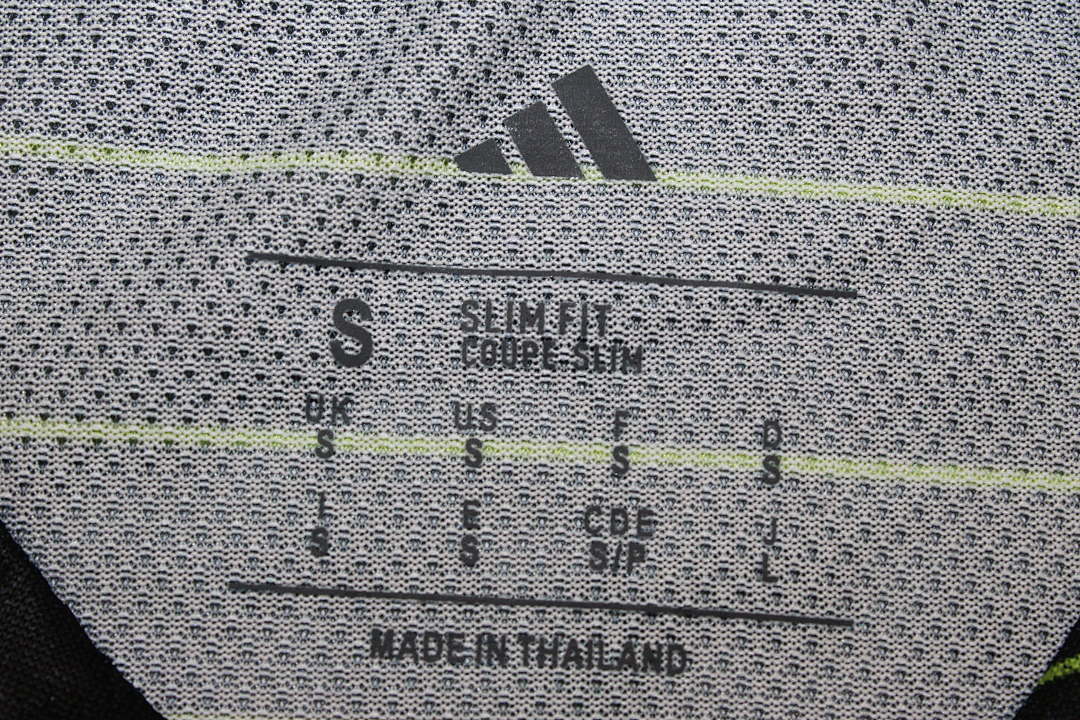 S SLIM FIT
COUPE SLIM
UK US F D
S S S S
I E CDE J
S S S/P L
MADE IN THAILAND